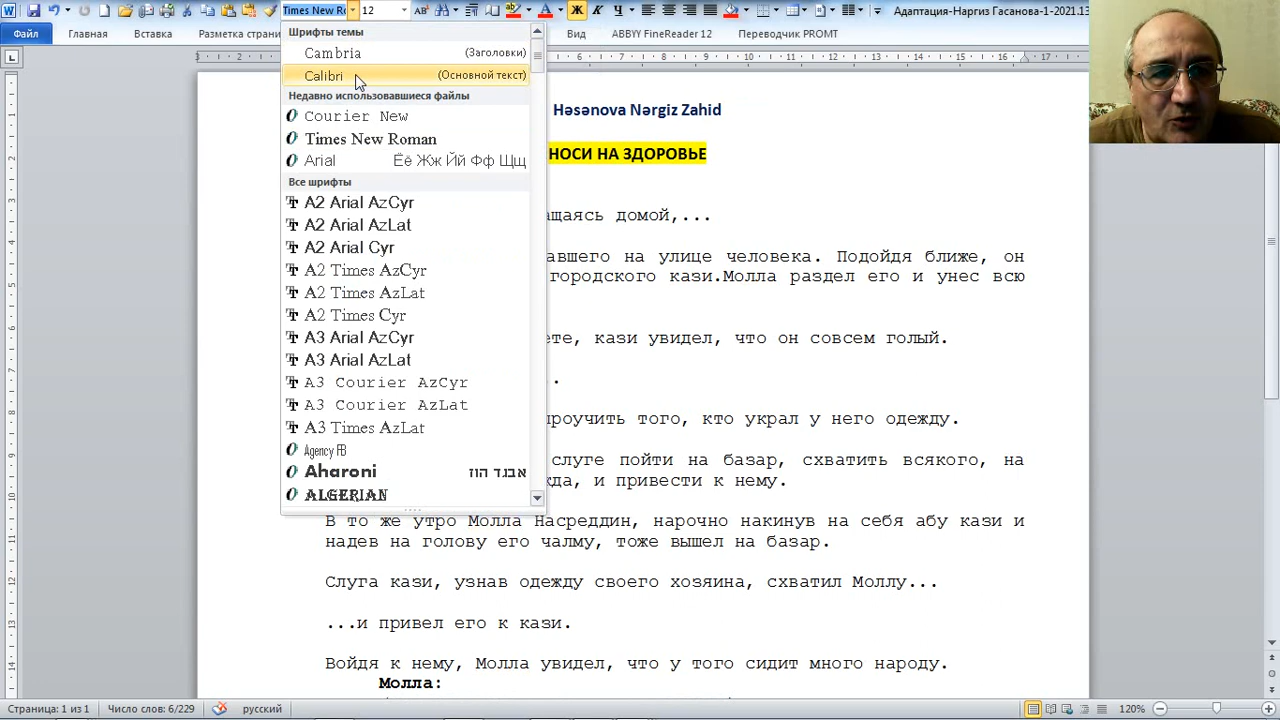 Times New Ro
12
Адаптация-Наргиз Гасанова-1-2021.13
Файл
Главная
Вставка
Вид
ABBYY FineReader 12
Переводчик PROMT
Шрифты темы
Cambria (Заголовки)
Calibri (Основной текст)
Недавно использовавшиеся файлы
Courier New
Times New Roman
Arial Ёё Жж Йй Фф Щщ
Все шрифты
A2 Arial AzCyr
A2 Arial AzLat
A2 Arial Cyr
A2 Times AzCyr
A2 Times AzLat
A2 Times Cyr
A3 Arial AzCyr
A3 Arial AzLat
A3 Courier AzCyr
A3 Courier AzLat
A3 Times AzLat
Agency FB
Aharoni אבגד הוז
ALGERIAN
Həsənova Nərgiz Zahid
НОСИ НА ЗДОРОВЬЕ
домой,...
на улице человека. Подойдя ближе, он
городского кази.Молла раздел его и унес всю
кази увидел, что он совсем голый.
проучить того, кто украл у него одежду.
слуге пойти на базар, схватить всякого, на
и привести к нему.
В то же утро Молла Насреддин, нарочно накинув на себя абу кази и
надев на голову его чалму, тоже вышел на базар.
Слуга кази, узнав одежду своего хозяина, схватил Моллу...
...и привел его к кази.
Войдя к нему, Молла увидел, что у того сидит много народу.
Молла:
Страница: 1 из 1
Число слов: 6/229
русский
120%